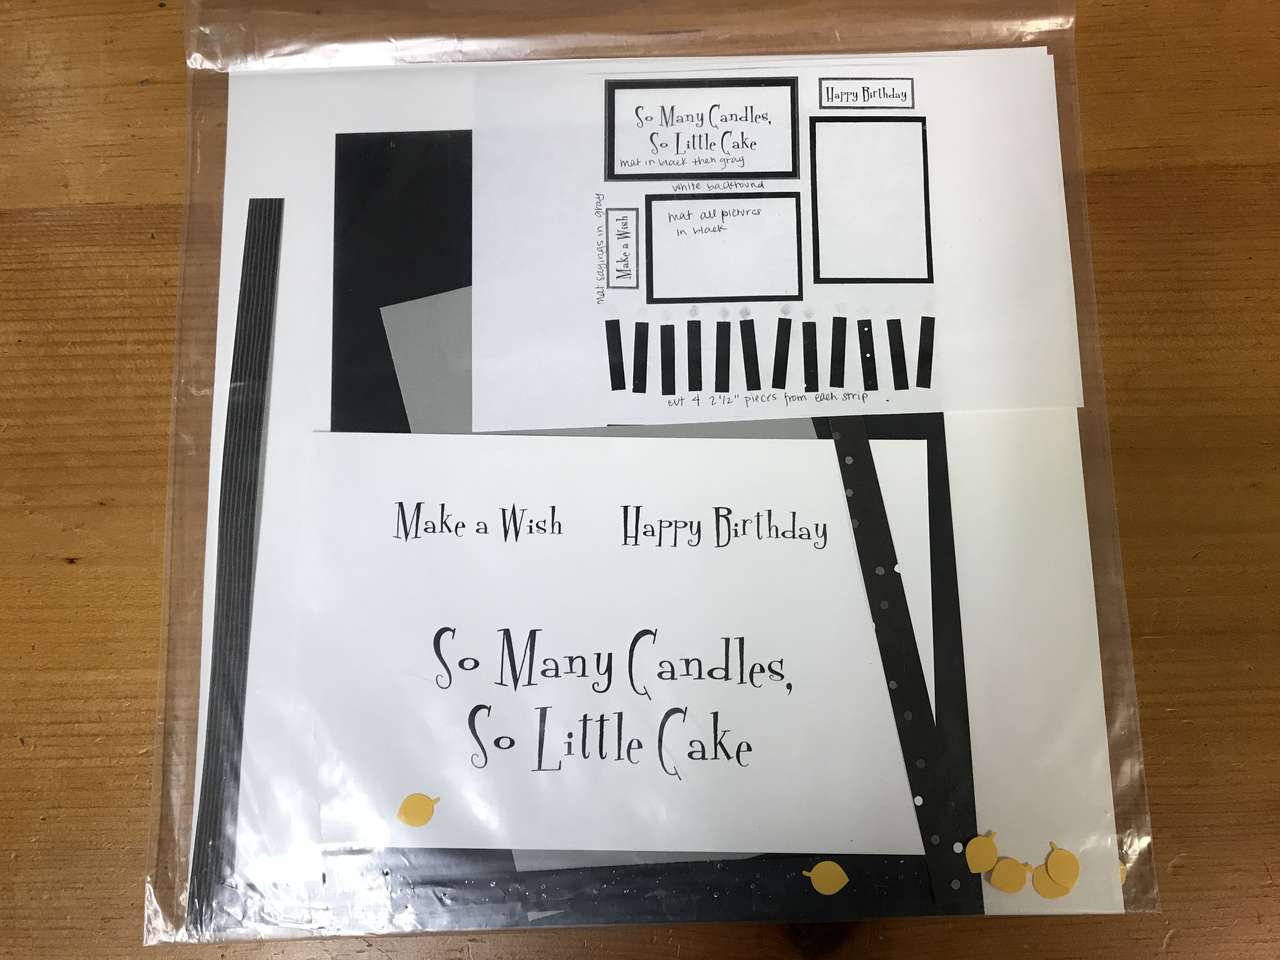 So Many Candles,
So Little Cake
mat in black then gray
Happy Birthday
white background
mat sayings in gray
Make a Wish
mat all pictures
in black
cut 4 2 1/2" pieces from each strip .
Make a Wish
Happy Birthday
So Many Candles,
So Little Cake